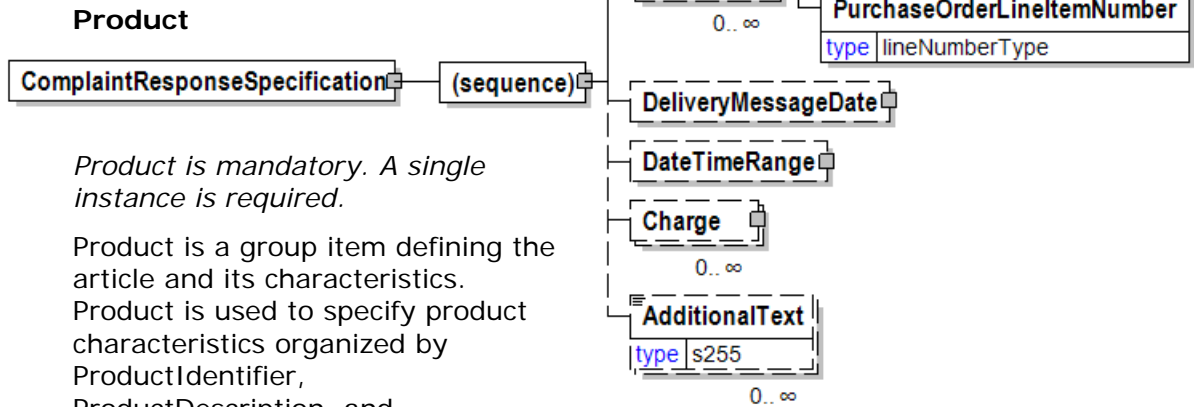 Product
0.. ∞
PurchaseOrderLineItemNumber
type lineNumberType
ComplaintResponseSpecification
(sequence)
DeliveryMessageDate
DateTimeRange
Charge
0.. ∞
AdditionalText
type s255
0.. ∞
Product is mandatory. A single
instance is required.
Product is a group item defining the
article and its characteristics.
Product is used to specify product
characteristics organized by
ProductIdentifier,
ProductDescription, and